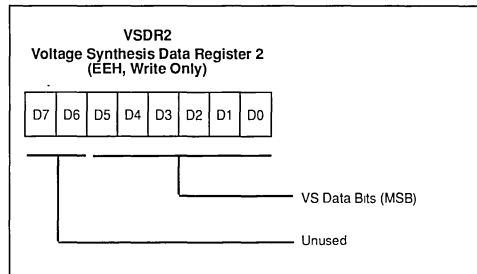 VSDR2
Voltage Synthesis Data Register 2
(EEH, Write Only)
D7 D6 D5 D4 D3 D2 D1 D0
VS Data Bits (MSB)
Unused